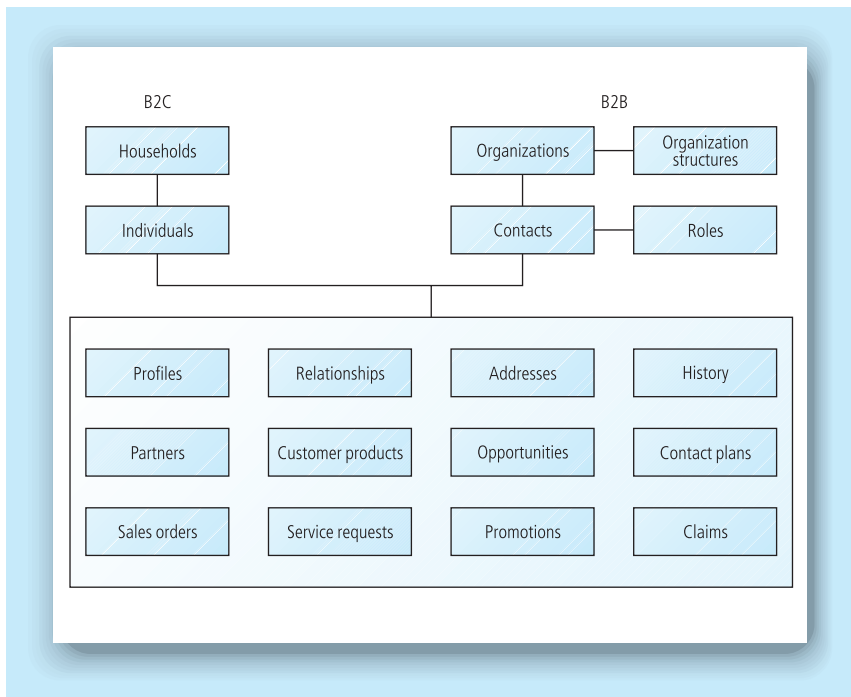 B2C
B2B
Households
Organizations
Organization
structures
Individuals
Contacts
Roles
Profiles
Relationships
Addresses
History
Partners
Customer products
Opportunities
Contact plans
Sales orders
Service requests
Promotions
Claims